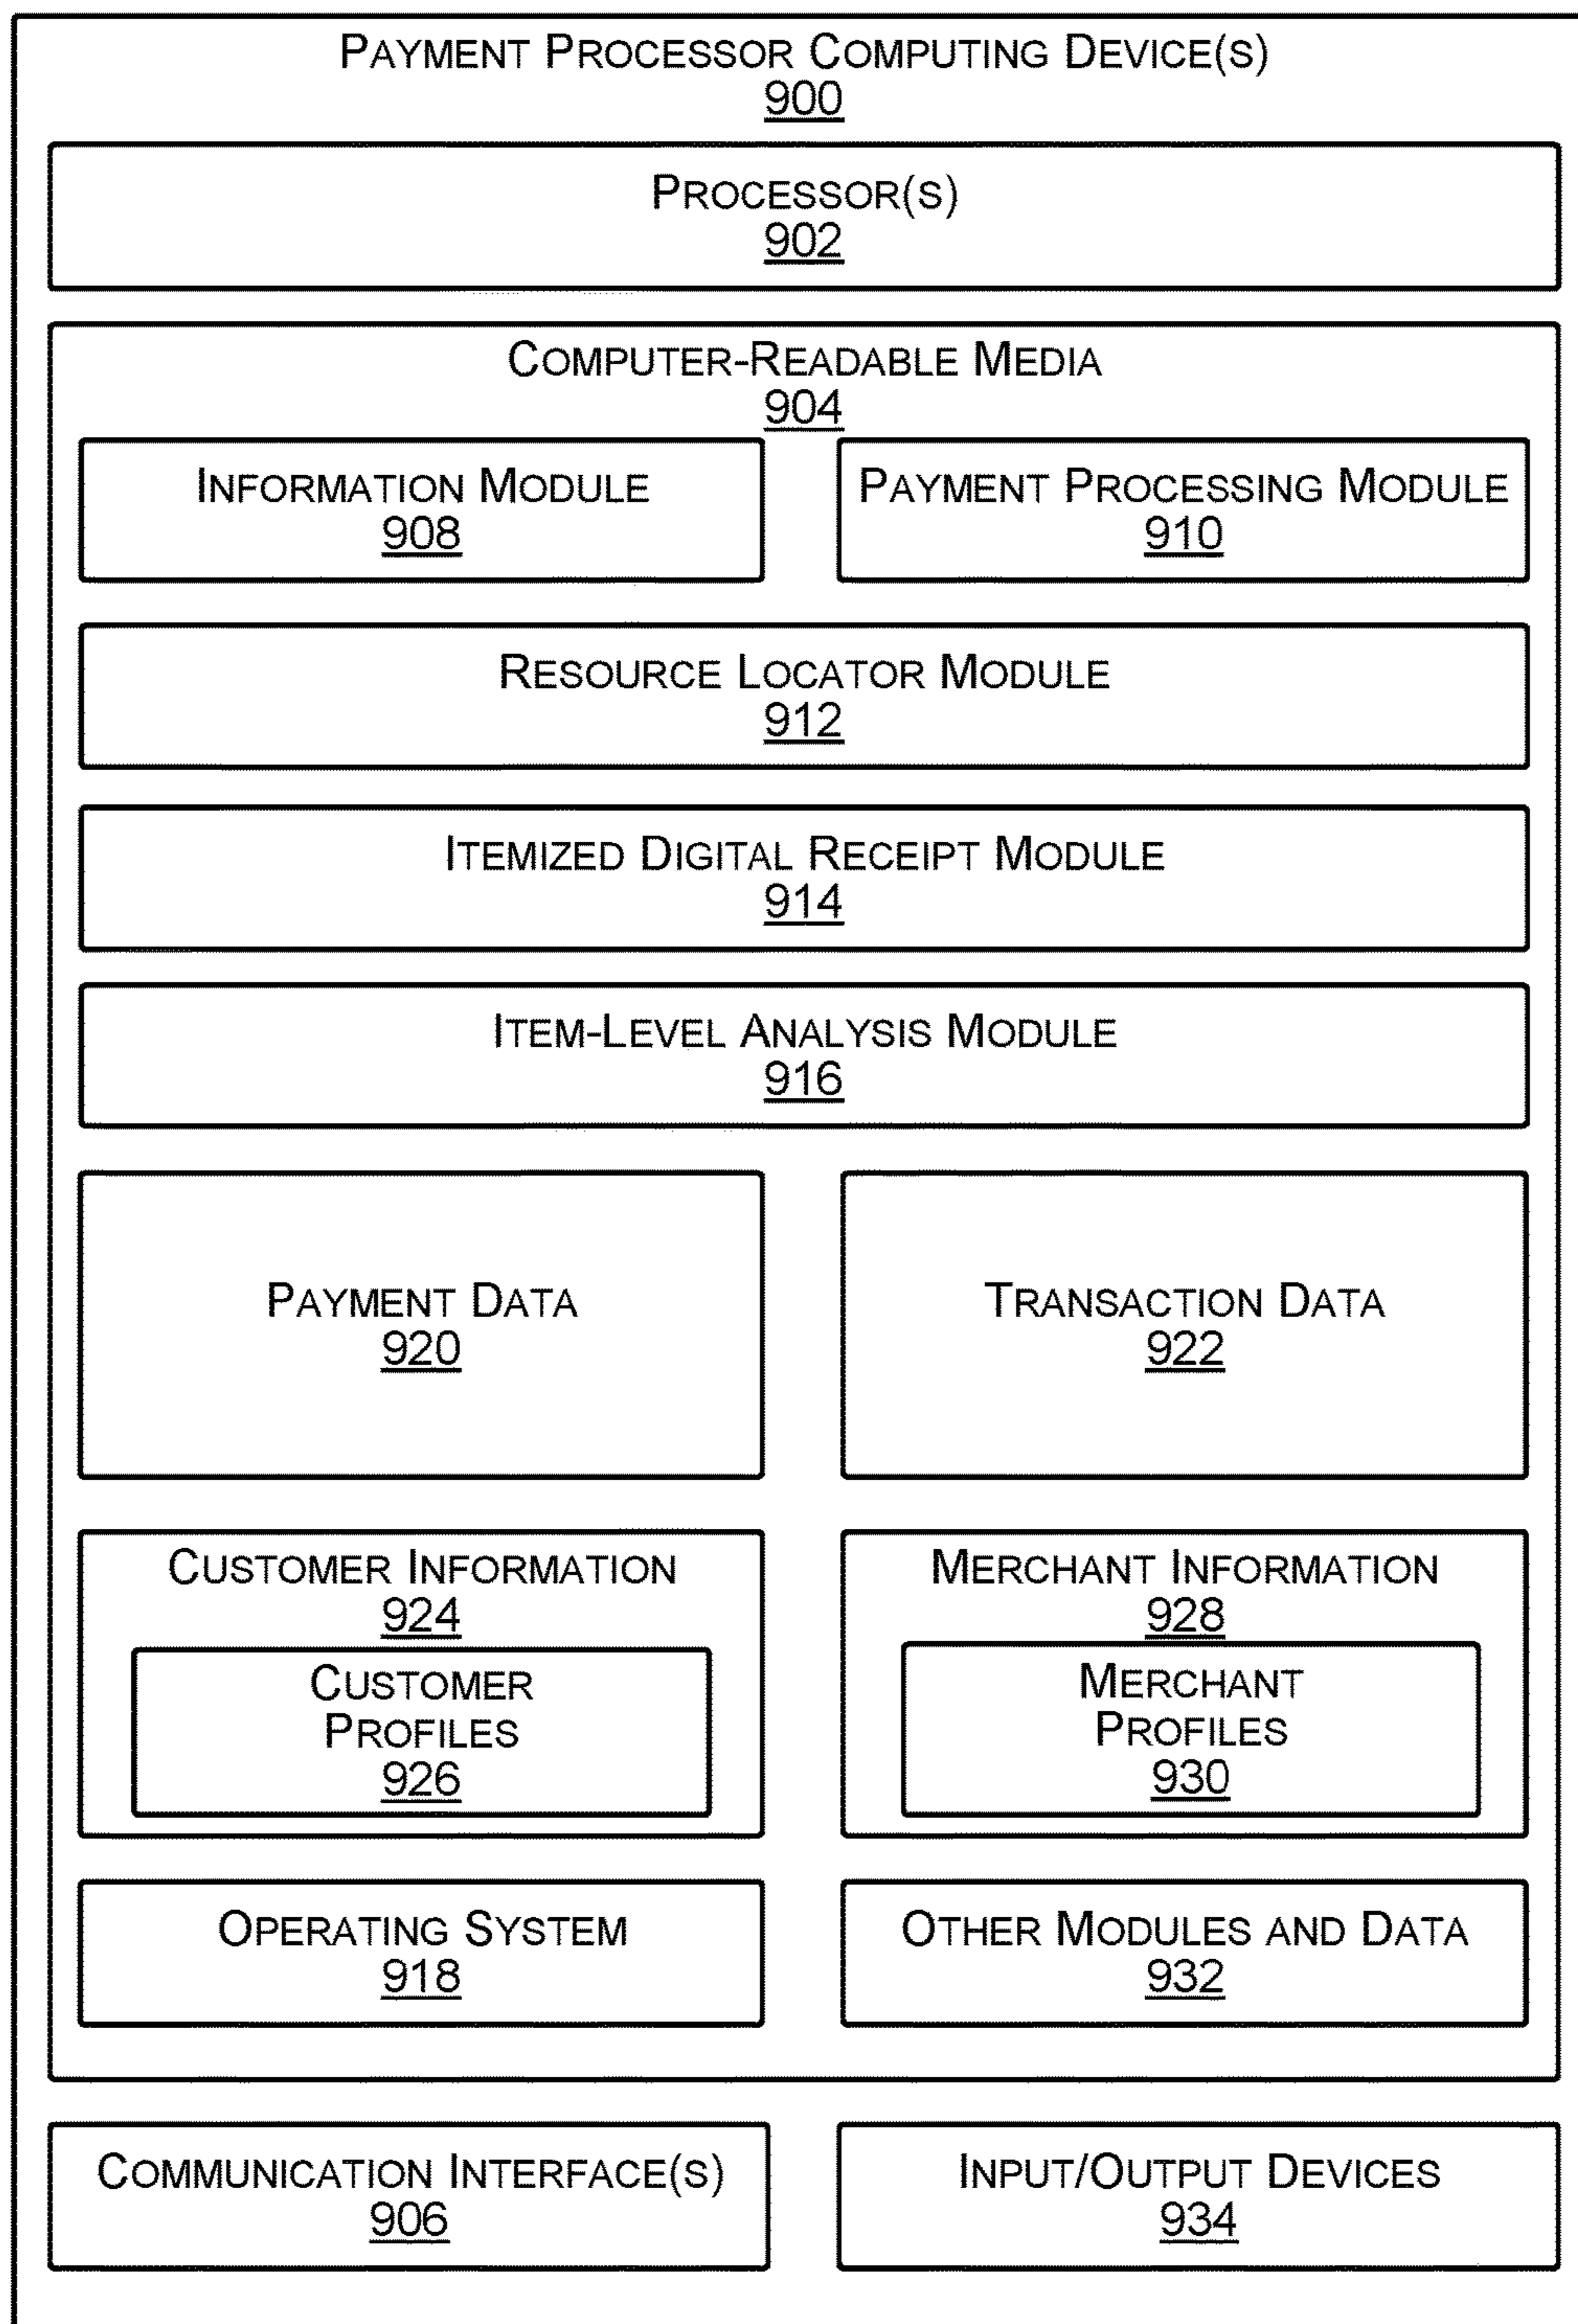 PAYMENT PROCESSOR COMPUTING DEVICE(S)
900
PROCESSOR(S)
902
COMPUTER-READABLE MEDIA
904
INFORMATION MODULE
908
PAYMENT PROCESSING MODULE
910
RESOURCE LOCATOR MODULE
912
ITEMIZED DIGITAL RECEIPT MODULE
914
ITEM-LEVEL ANALYSIS MODULE
916
PAYMENT DATA
920
TRANSACTION DATA
922
CUSTOMER INFORMATION
924
CUSTOMER
PROFILES
926
MERCHANT INFORMATION
928
MERCHANT
PROFILES
930
OPERATING SYSTEM
918
OTHER MODULES AND DATA
932
COMMUNICATION INTERFACE(S)
906
INPUT/OUTPUT DEVICES
934